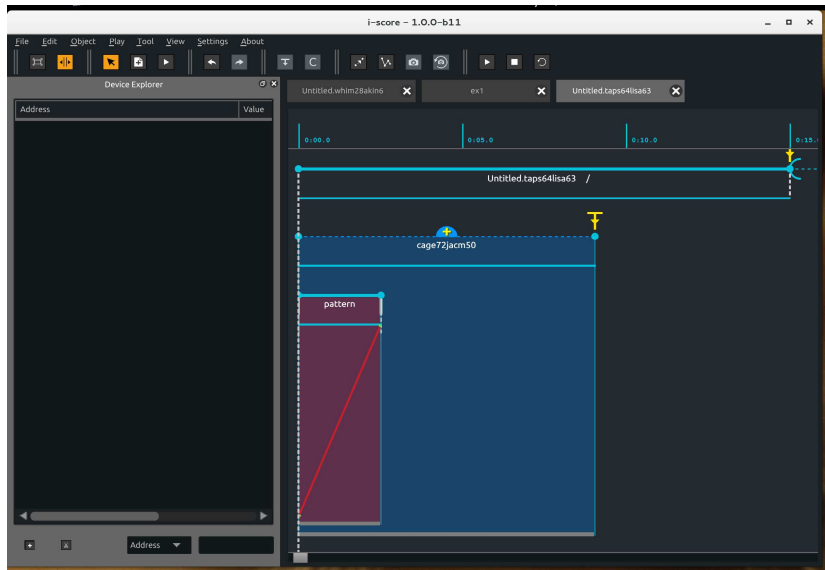 i-score - 1.0.0-b11
File Edit Object Play Tool View Settings About
Device Explorer
Untitled.whim28akin6 ex1 Untitled.taps64lisa63
Address Value
0:00.0 0:05.0 0:10.0 0:15.
Untitled.taps64lisa63 /
cage72jacm50
pattern
Address